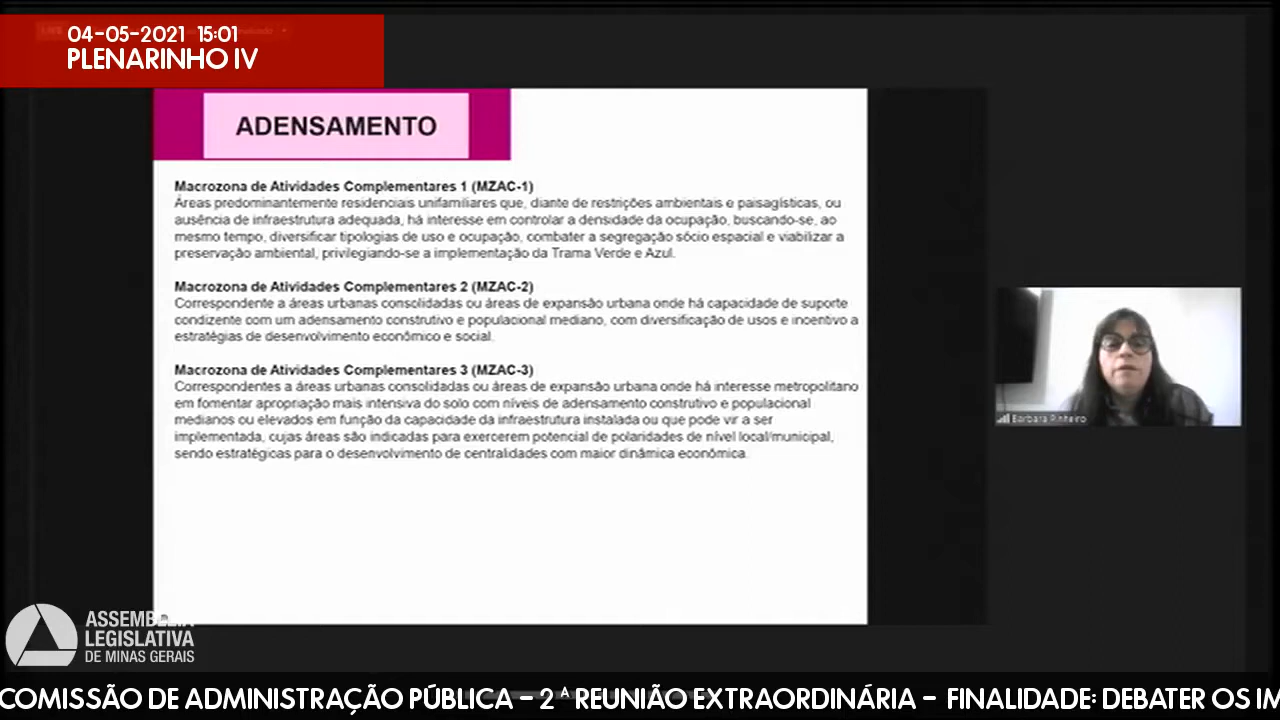 04-05-2021 15:01
PLENARINHO IV
ADENSAMENTO
Macrozona de Atividades Complementares 1 (MZAC-1)
Áreas predominantemente residenciais unifamiliares que, diante de restrições ambientais e paisagísticas, ou
ausência de infraestrutura adequada, há interesse em controlar a densidade da ocupação, buscando-se, ao
mesmo tempo, diversificar tipologias de uso e ocupação, combater a segregação sócio espacial e viabilizar a
preservação ambiental, privilegiando-se a implementação da Trama Verde e Azul.
Macrozona de Atividades Complementares 2 (MZAC-2)
Correspondente a áreas urbanas consolidadas ou áreas de expansão urbana onde há capacidade de suporte
condizente com um adensamento construtivo e populacional mediano, com diversificação de usos e incentivo a
estratégias de desenvolvimento econômico e social.
Macrozona de Atividades Complementares 3 (MZAC-3)
Correspondentes a áreas urbanas consolidadas ou áreas de expansão urbana onde há interesse metropolitano
em fomentar apropriação mais intensiva do solo com níveis de adensamento construtivo e populacional
medianos ou elevados em função da capacidade da infraestrutura instalada ou que pode vir a ser
implementada, cujas áreas são indicadas para exercerem potencial de polaridades de nível local/municipal,
sendo estratégicas para o desenvolvimento de centralidades com maior dinâmica econômica.
Barbara Pinheiro
ASSEMBLEIA
LEGISLATIVA
DE MINAS GERAIS
COMISSÃO DE ADMINISTRAÇÃO PÚBLICA - 2 ª REUNIÃO EXTRAORDINÁRIA - FINALIDADE: DEBATER OS IM